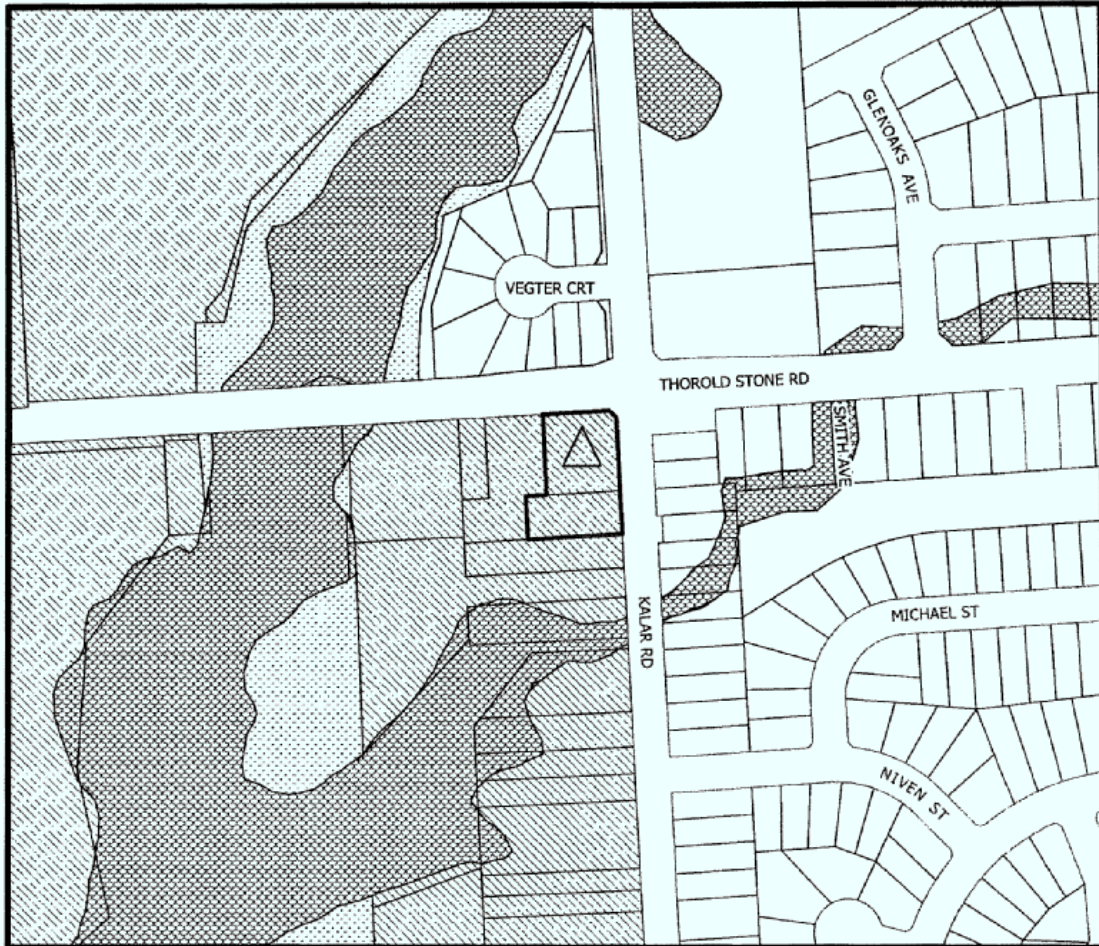 GLENOAKS AVE
VEGTER CRT
THOROLD STONE RD
SMITH AVE
KALAR RD
MICHAEL ST
NIVEN ST